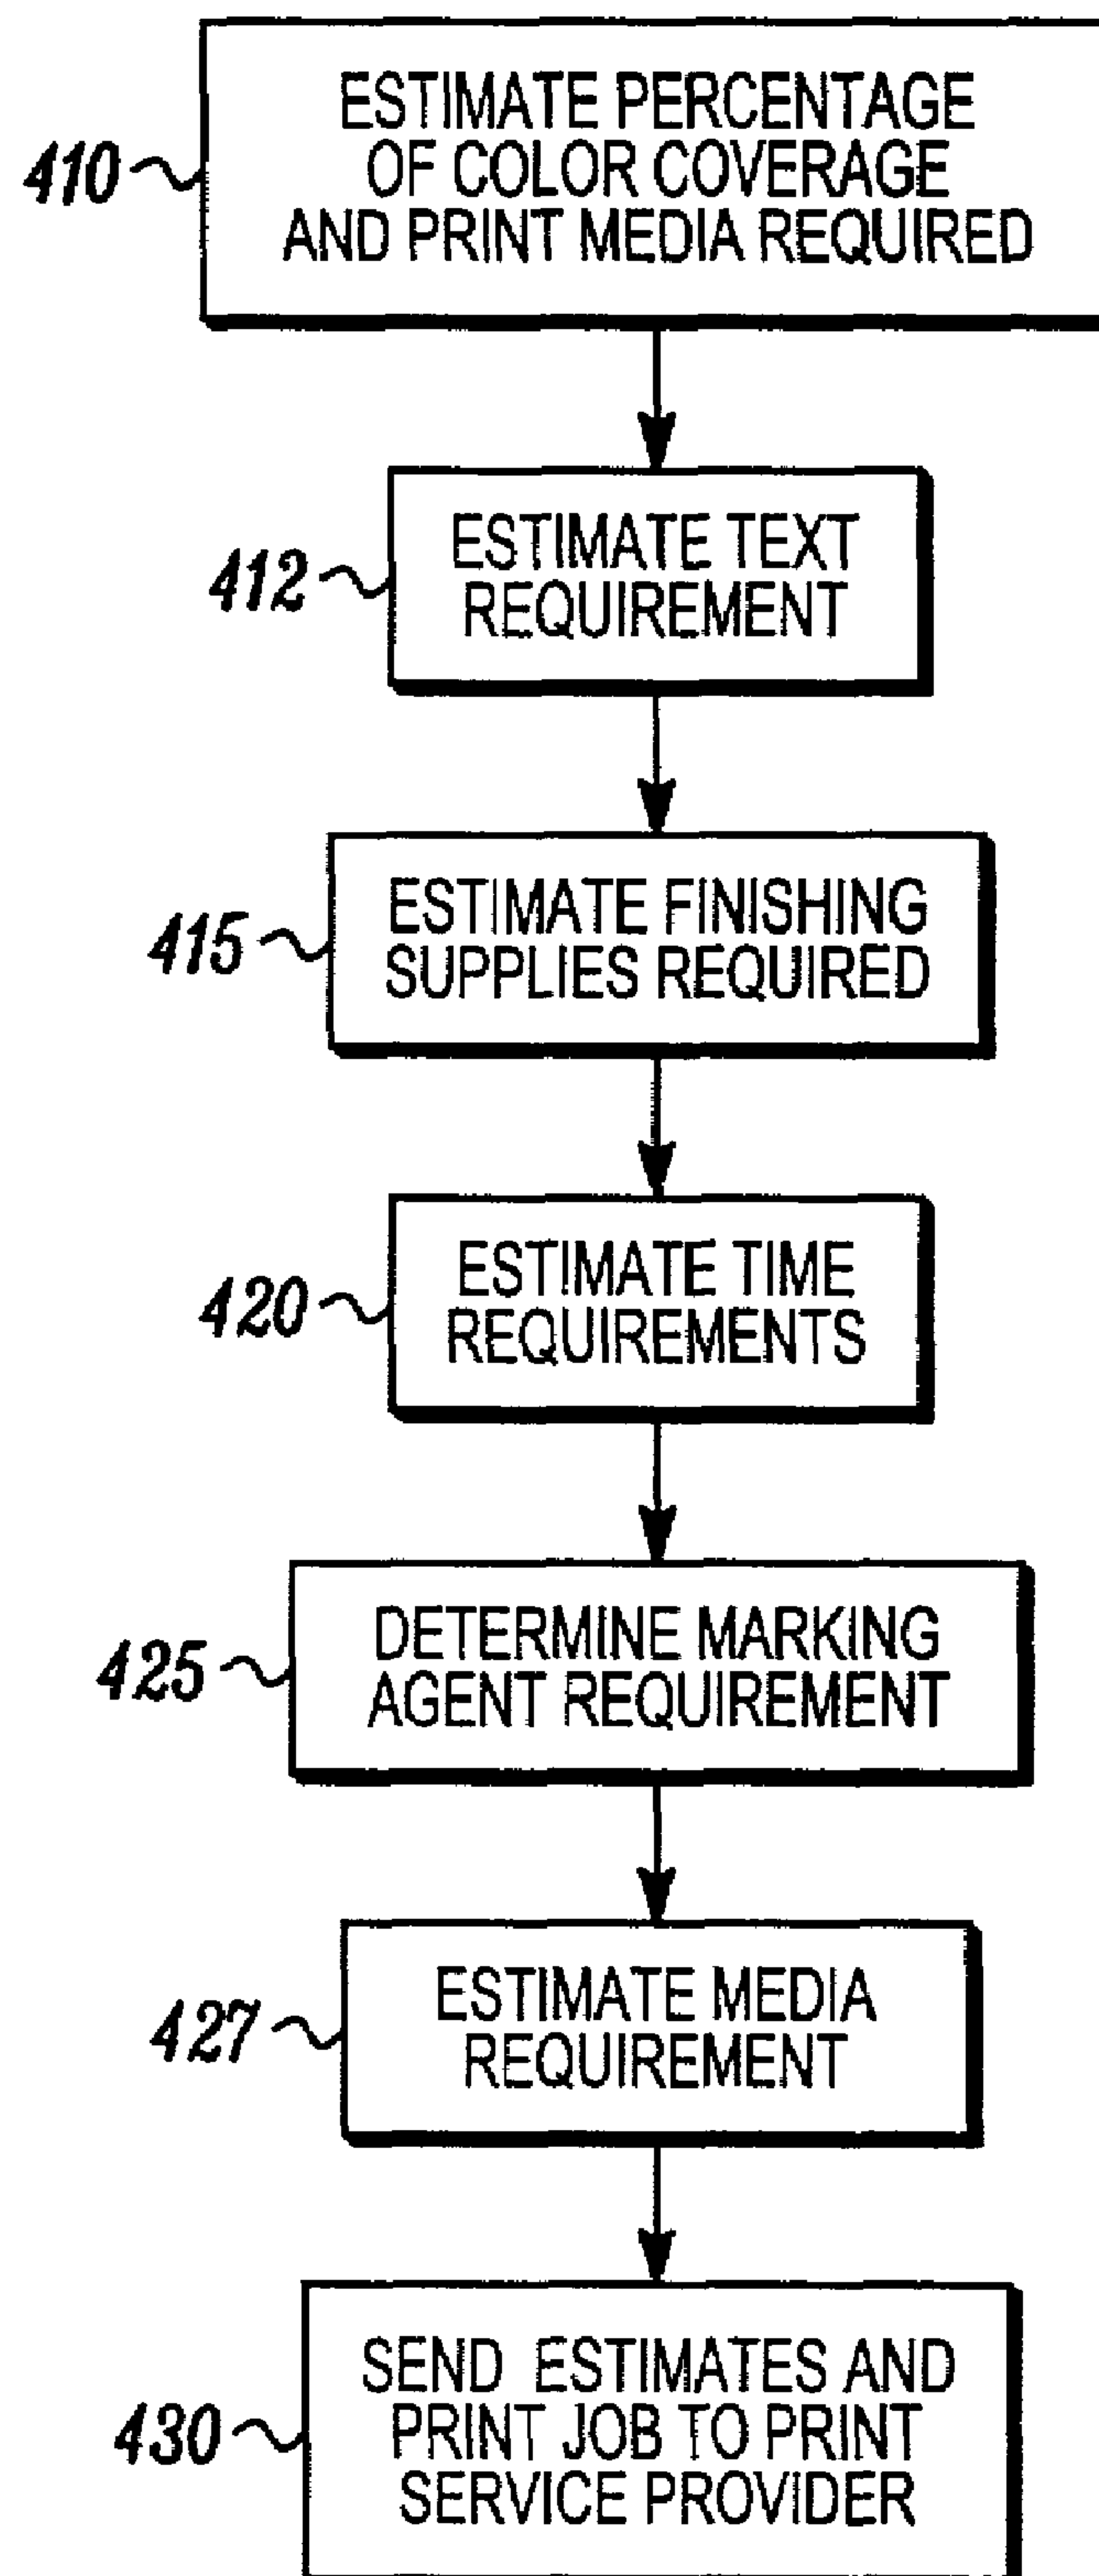 410
ESTIMATE PERCENTAGE
OF COLOR COVERAGE
AND PRINT MEDIA REQUIRED
412
ESTIMATE TEXT
REQUIREMENT
415
ESTIMATE FINISHING
SUPPLIES REQUIRED
420
ESTIMATE TIME
REQUIREMENTS
425
DETERMINE MARKING
AGENT REQUIREMENT
427
ESTIMATE MEDIA
REQUIREMENT
430
SEND ESTIMATES AND
PRINT JOB TO PRINT
SERVICE PROVIDER